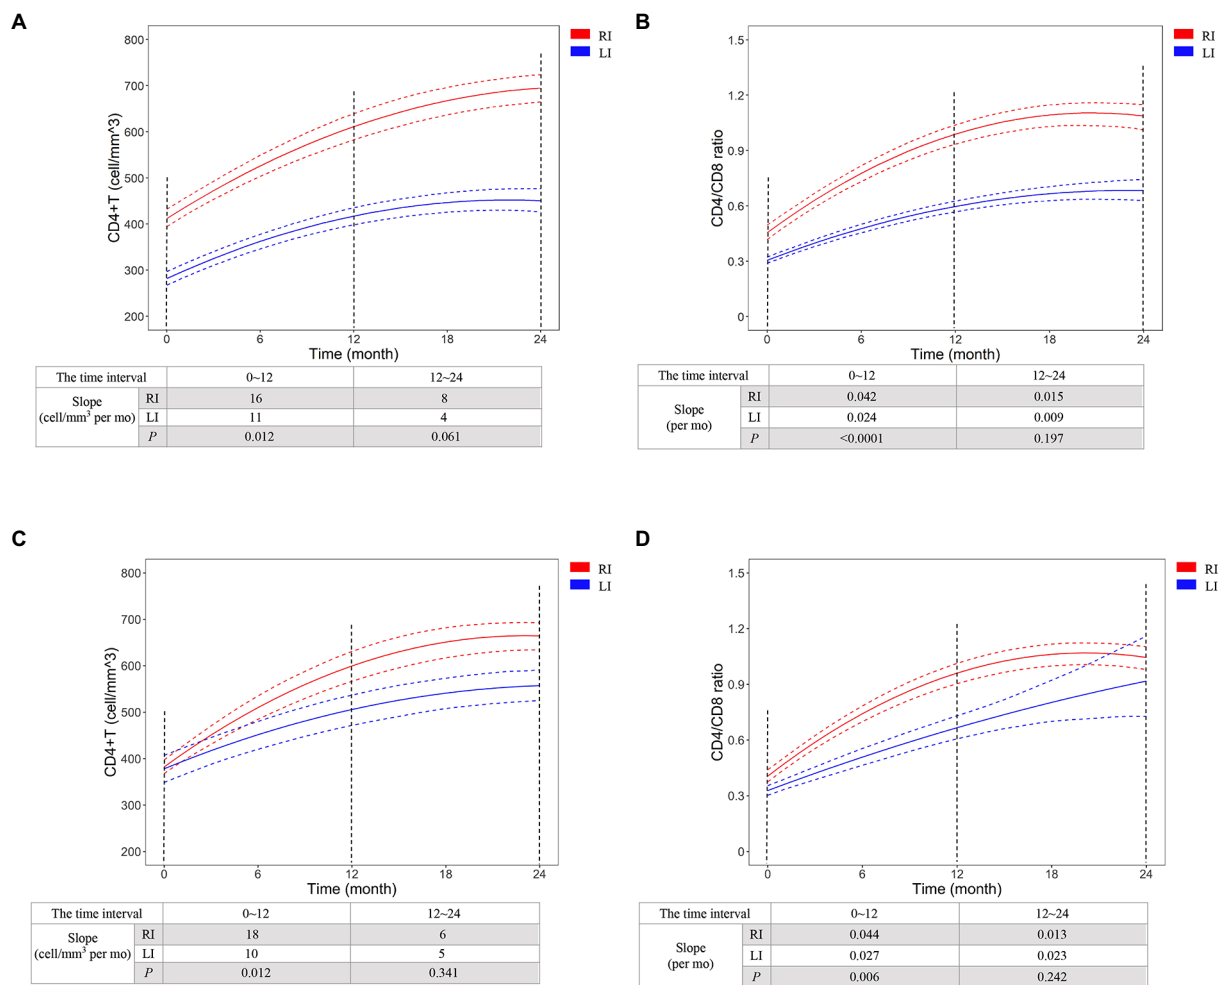 A
RI
LI
800
700
600
500
400
300
200
CD4+T (cell/mm^3)
0 6 12 18 24
Time (month)
The time interval 0~12 12~24
Slope (cell/mm³ per mo)
RI 16 8
LI 11 4
P 0.012 0.061
B
RI
LI
1.5
1.2
0.9
0.6
0.3
0
CD4/CD8 ratio
0 6 12 18 24
Time (month)
The time interval 0~12 12~24
Slope (per mo)
RI 0.042 0.015
LI 0.024 0.009
P <0.0001 0.197
C
RI
LI
800
700
600
500
400
300
200
CD4+T (cell/mm^3)
0 6 12 18 24
Time (month)
The time interval 0~12 12~24
Slope (cell/mm³ per mo)
RI 18 6
LI 10 5
P 0.012 0.341
D
RI
LI
1.5
1.2
0.9
0.6
0.3
0
CD4/CD8 ratio
0 6 12 18 24
Time (month)
The time interval 0~12 12~24
Slope (per mo)
RI 0.044 0.013
LI 0.027 0.023
P 0.006 0.242